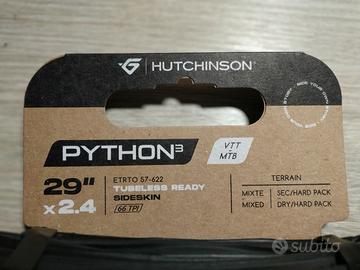 HUTCHINSON®
PYTHON³
VTT
MTB
29"
x 2.4
ETRTO 57-622
TUBELESS READY
SIDESKIN
66 TPI
TERRAIN
MIXTE
SEC/HARD PACK
MIXED
DRY/HARD PACK
subito